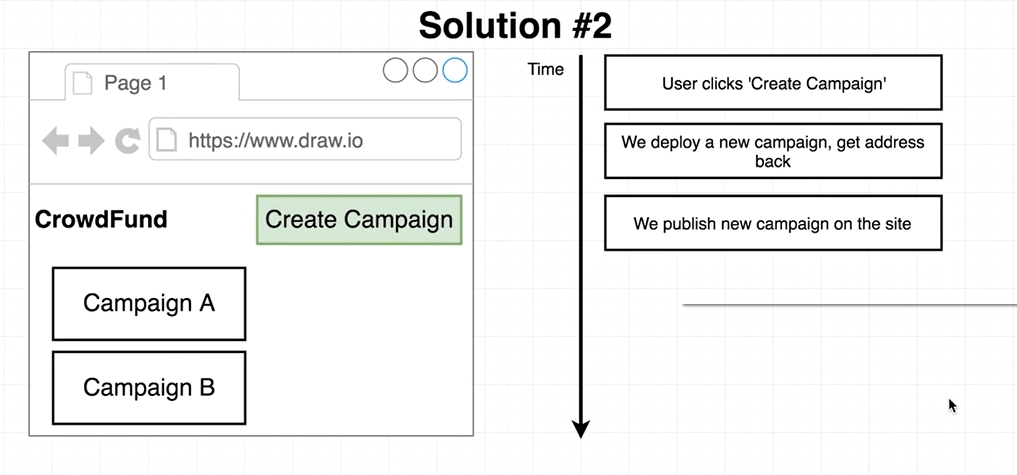 Solution #2
Page 1
https://www.draw.io
CrowdFund
Create Campaign
Campaign A
Campaign B
Time
User clicks 'Create Campaign'
We deploy a new campaign, get address
back
We publish new campaign on the site